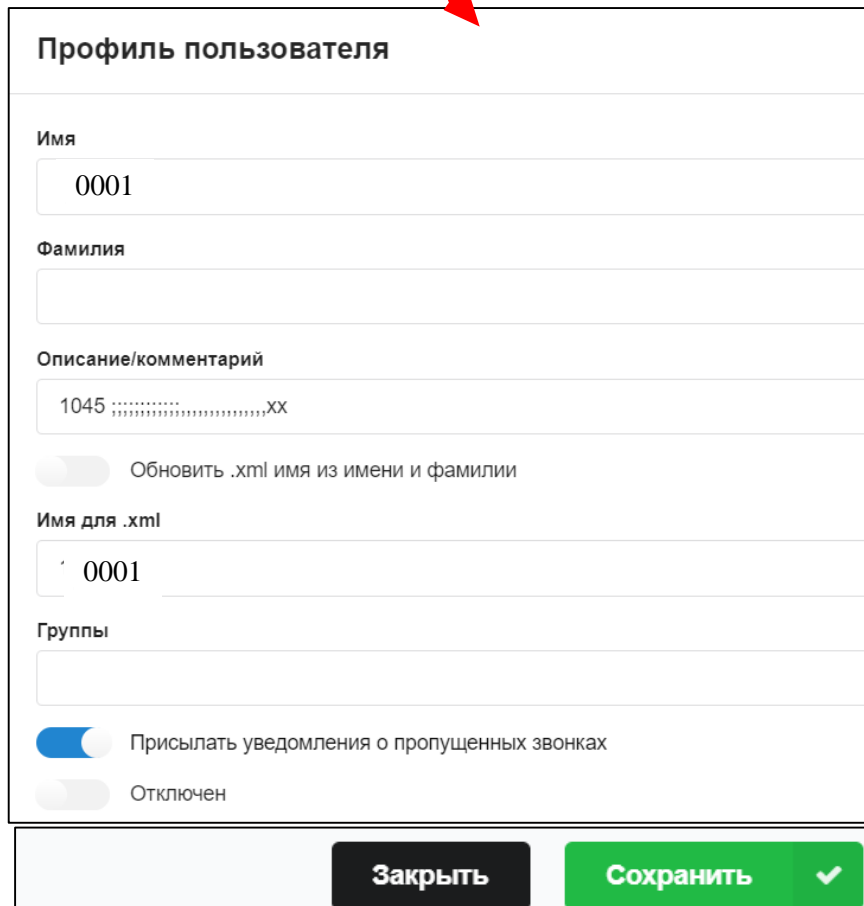 Профиль пользователя
Имя
0001
Фамилия
Описание/комментарий
1045 ;;;;;;;;;;;;,,,,,,,,,,,,,,,xx
Обновить .xml имя из имени и фамилии
Имя для .xml
0001
Группы
Присылать уведомления о пропущенных звонках
Отключен
Закрыть Сохранить